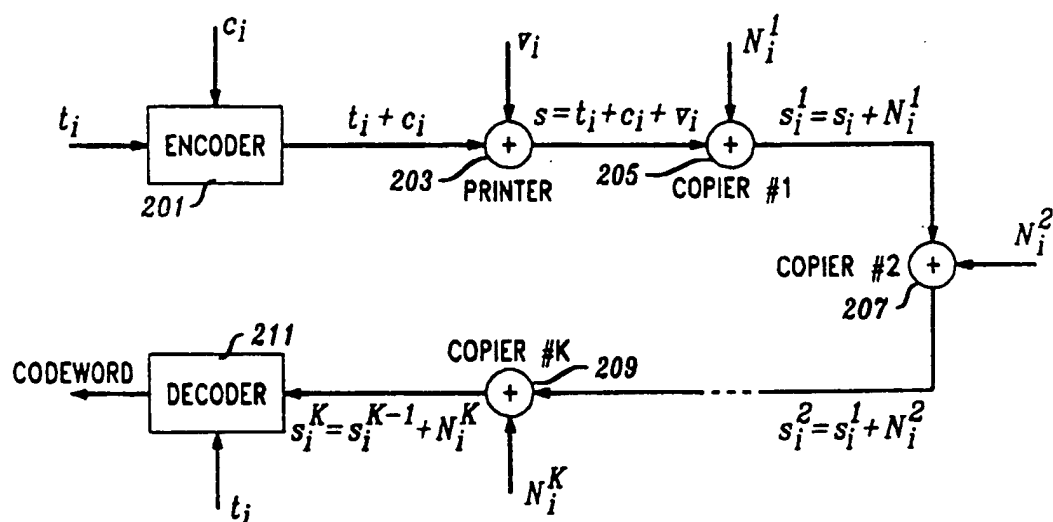 c_i
v_i
N_i^1
t_i
ENCODER
t_i + c_i
s = t_i + c_i + v_i
s_i^1 = s_i + N_i^1
201
203
PRINTER
205
COPIER #1
N_i^2
COPIER #2
207
211
COPIER #K
209
CODEWORD
DECODER
s_i^K = s_i^{K-1} + N_i^K
s_i^2 = s_i^1 + N_i^2
t_i
N_i^K